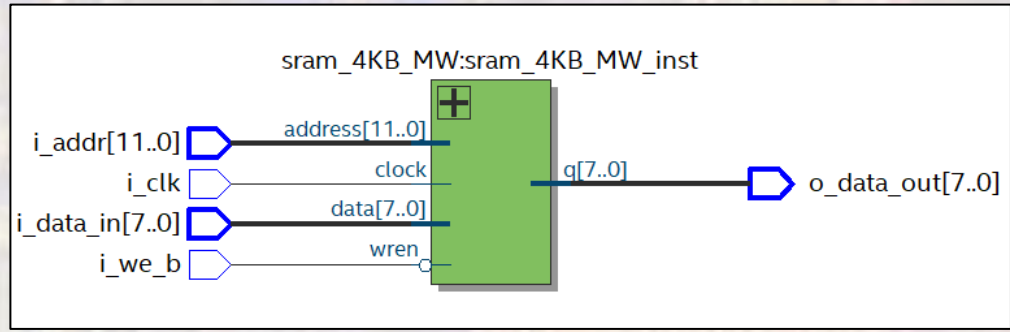 sram_4KB_MW:sram_4KB_MW_inst
i_addr[11..0] address[11..0]
i_clk clock q[7..0] o_data_out[7..0]
i_data_in[7..0] data[7..0]
i_we_b wren